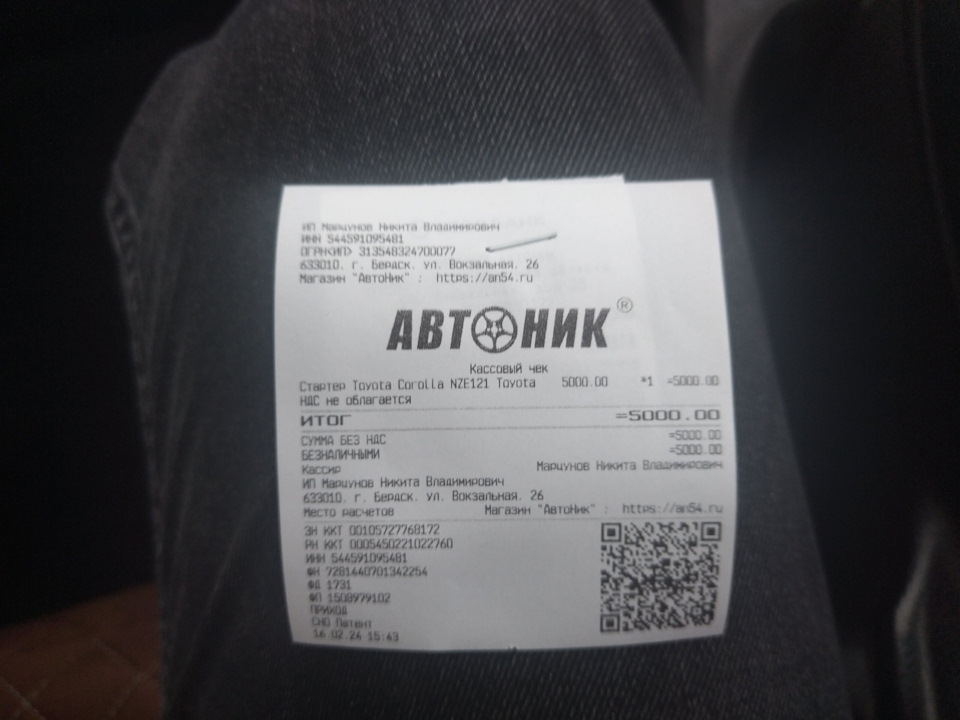 ИП Марцунов Никита Владимирович
ИНН 544591095481
ОГРН<ИП> 313548324700077
633010, г. Бердск, ул. Вокзальная, 26
Магазин "АвтоНик" : https://an54.ru
АВТОНИК ®
Кассовый чек
Стартер Toyota Corolla NZE121 Toyota 5000.00 *1 =5000.00
НДС не облагается
ИТОГ =5000.00
СУММА БЕЗ НДС =5000.00
БЕЗНАЛИЧНЫМИ =5000.00
Кассир Марцунов Никита Владимирович
ИП Марцунов Никита Владимирович
633010, г. Бердск, ул. Вокзальная, 26
Место расчетов Магазин "АвтоНик" : https://an54.ru
ЗН ККТ 00105727768172
РН ККТ 0005450221022760
ИНН 544591095481
ФН 7281440701342254
ФД 1731
ФП 1508979102
ПРИХОД
СНО Патент
16.02.24 15:43